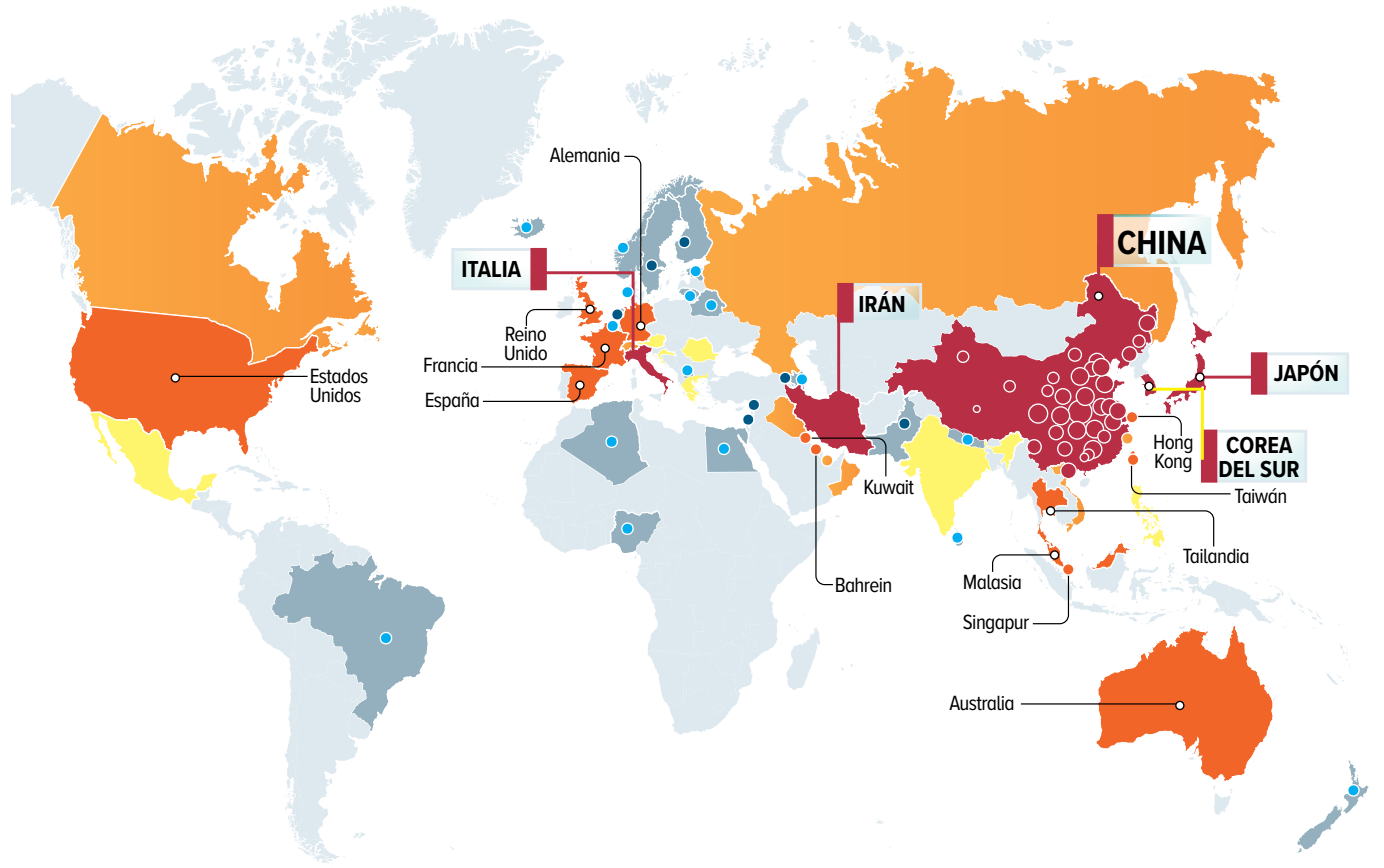 Alemania
CHINA
ITALIA
IRÁN
Reino
Unido
Francia
JAPÓN
Estados
Unidos
España
Hong
Kong
COREA
DEL SUR
Kuwait
Taiwán
Tailandia
Malasia
Bahrein
Singapur
Australia